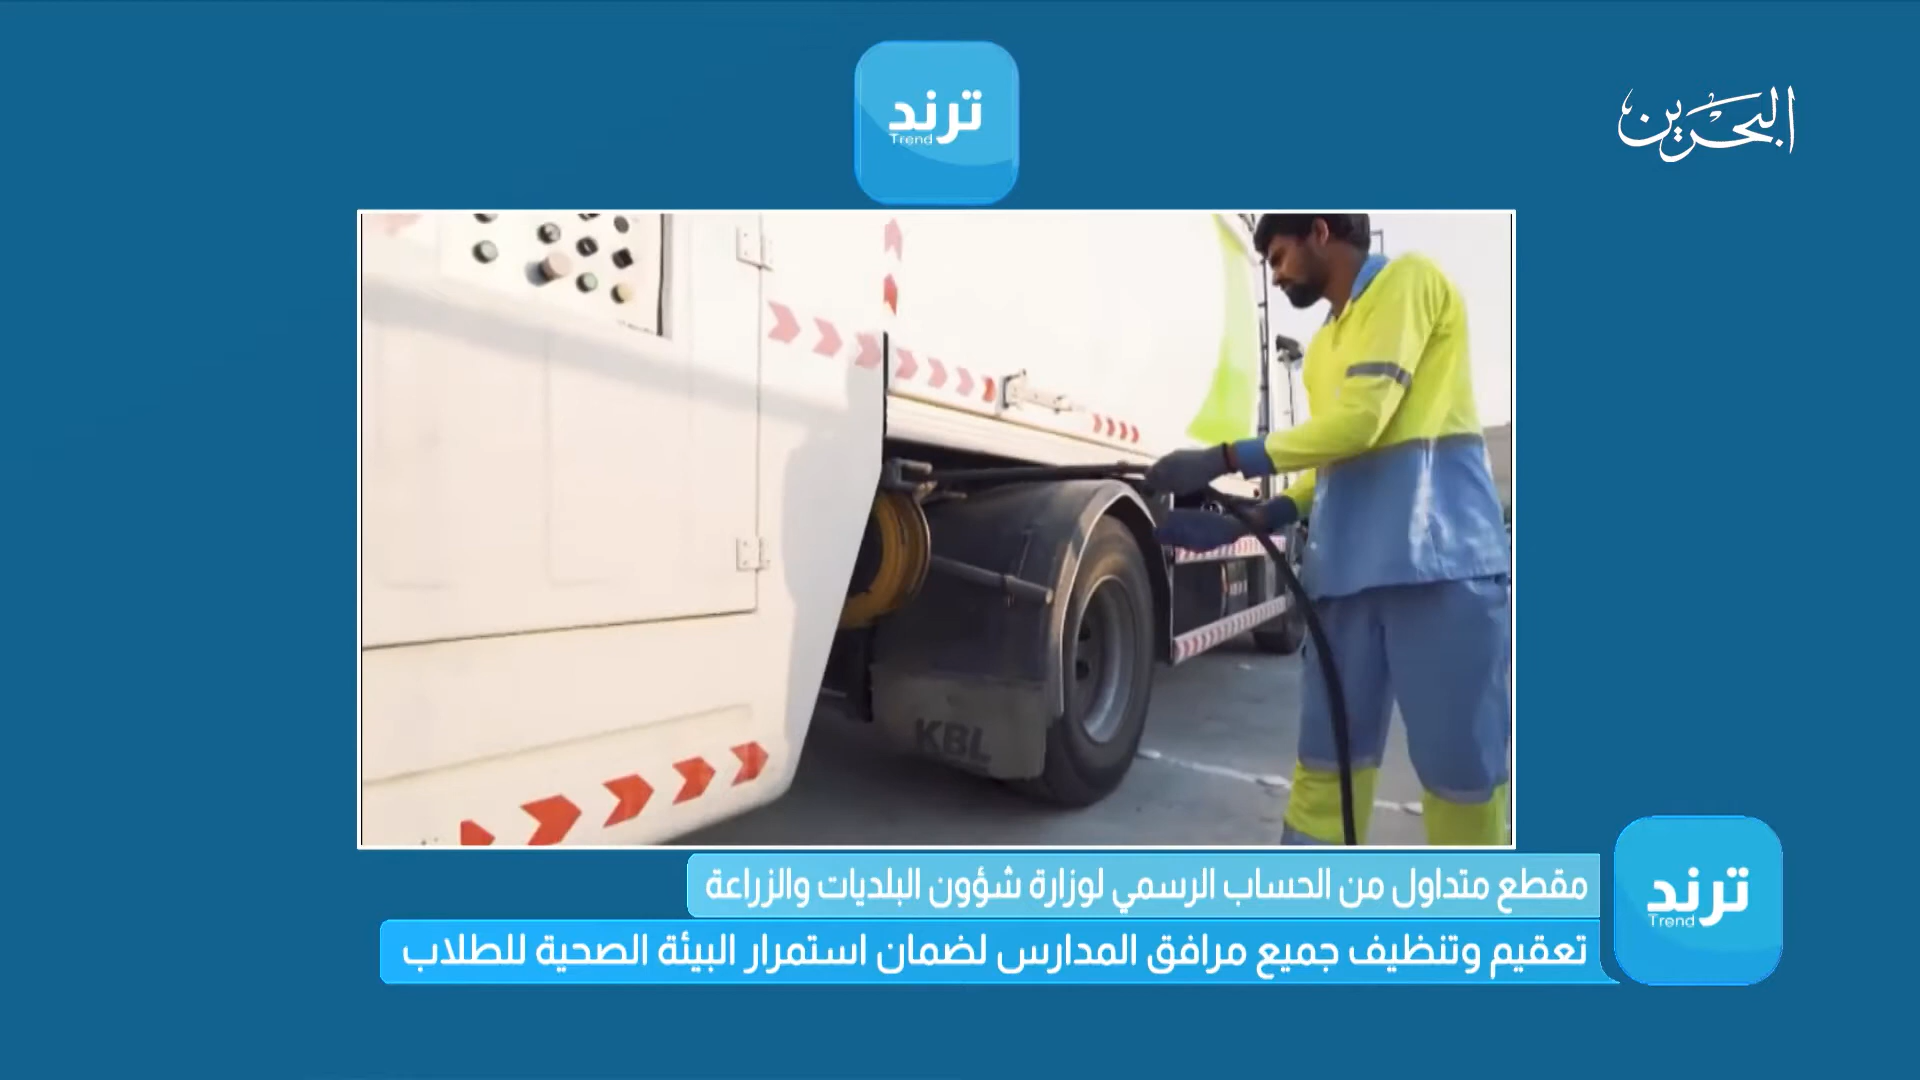 ترند
Trend
البحرين
KBL
مقطع متداول من الحساب الرسمي لوزارة شؤون البلديات والزراعة
تعقيم وتنظيف جميع مرافق المدارس لضمان استمرار البيئة الصحية للطلاب
ترند
Trend